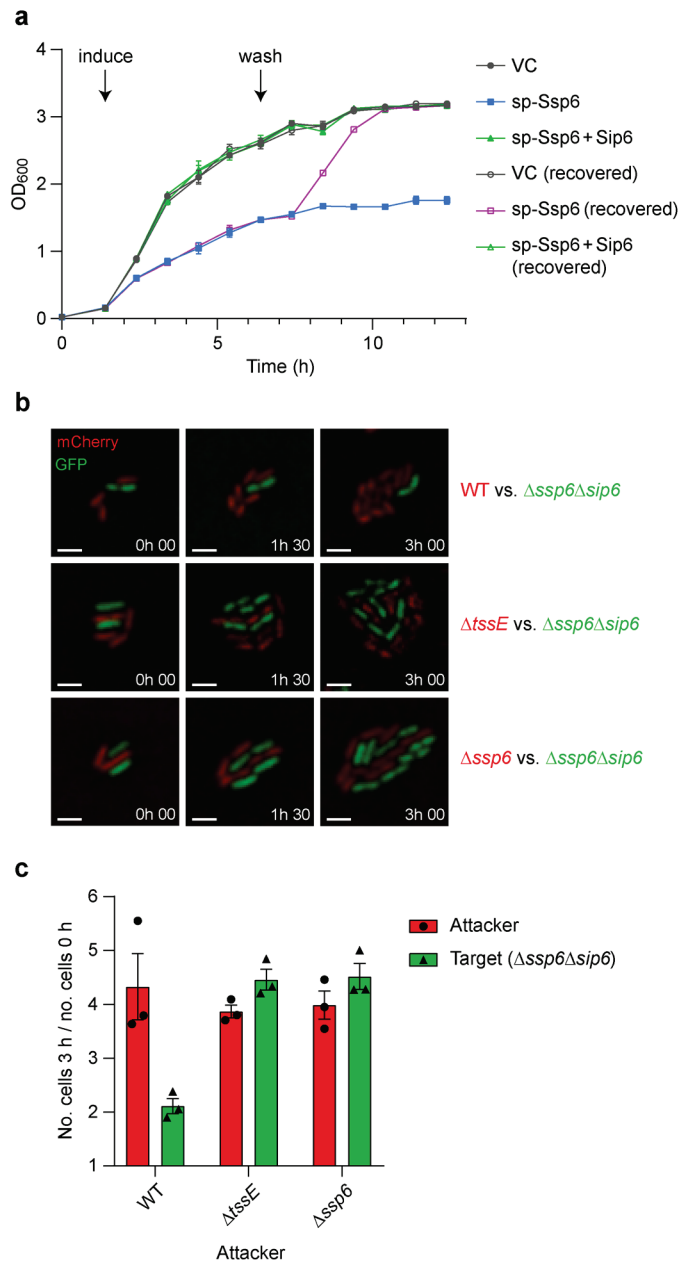 a
induce
wash
4
3
2
1
0
OD600
0
5
10
Time (h)
VC
sp-Ssp6
sp-Ssp6 + Sip6
VC (recovered)
sp-Ssp6 (recovered)
sp-Ssp6 + Sip6
(recovered)
b
mCherry
GFP
0h 00
1h 30
3h 00
WT vs. Δssp6Δsip6
0h 00
1h 30
3h 00
ΔtssE vs. Δssp6Δsip6
0h 00
1h 30
3h 00
Δssp6 vs. Δssp6Δsip6
c
6
5
4
3
2
1
No. cells 3 h / no. cells 0 h
WT
ΔtssE
Δssp6
Attacker
Attacker
Target (Δssp6Δsip6)